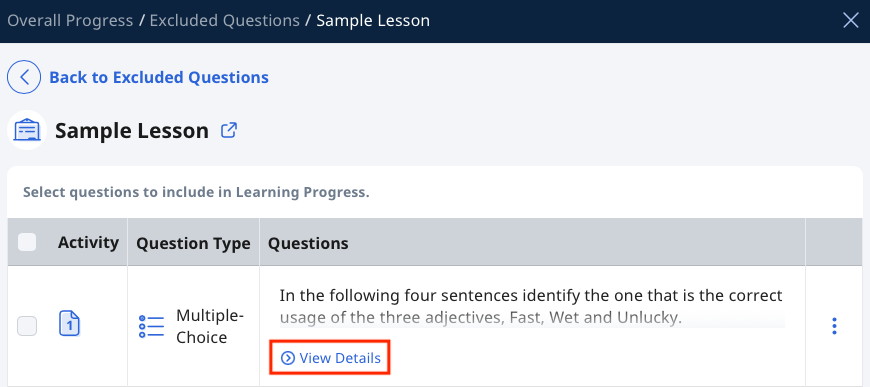 Overall Progress / Excluded Questions / Sample Lesson
Back to Excluded Questions
Sample Lesson
Select questions to include in Learning Progress.
Activity Question Type Questions
1
Multiple-
Choice
In the following four sentences identify the one that is the correct
usage of the three adjectives, Fast, Wet and Unlucky.
View Details